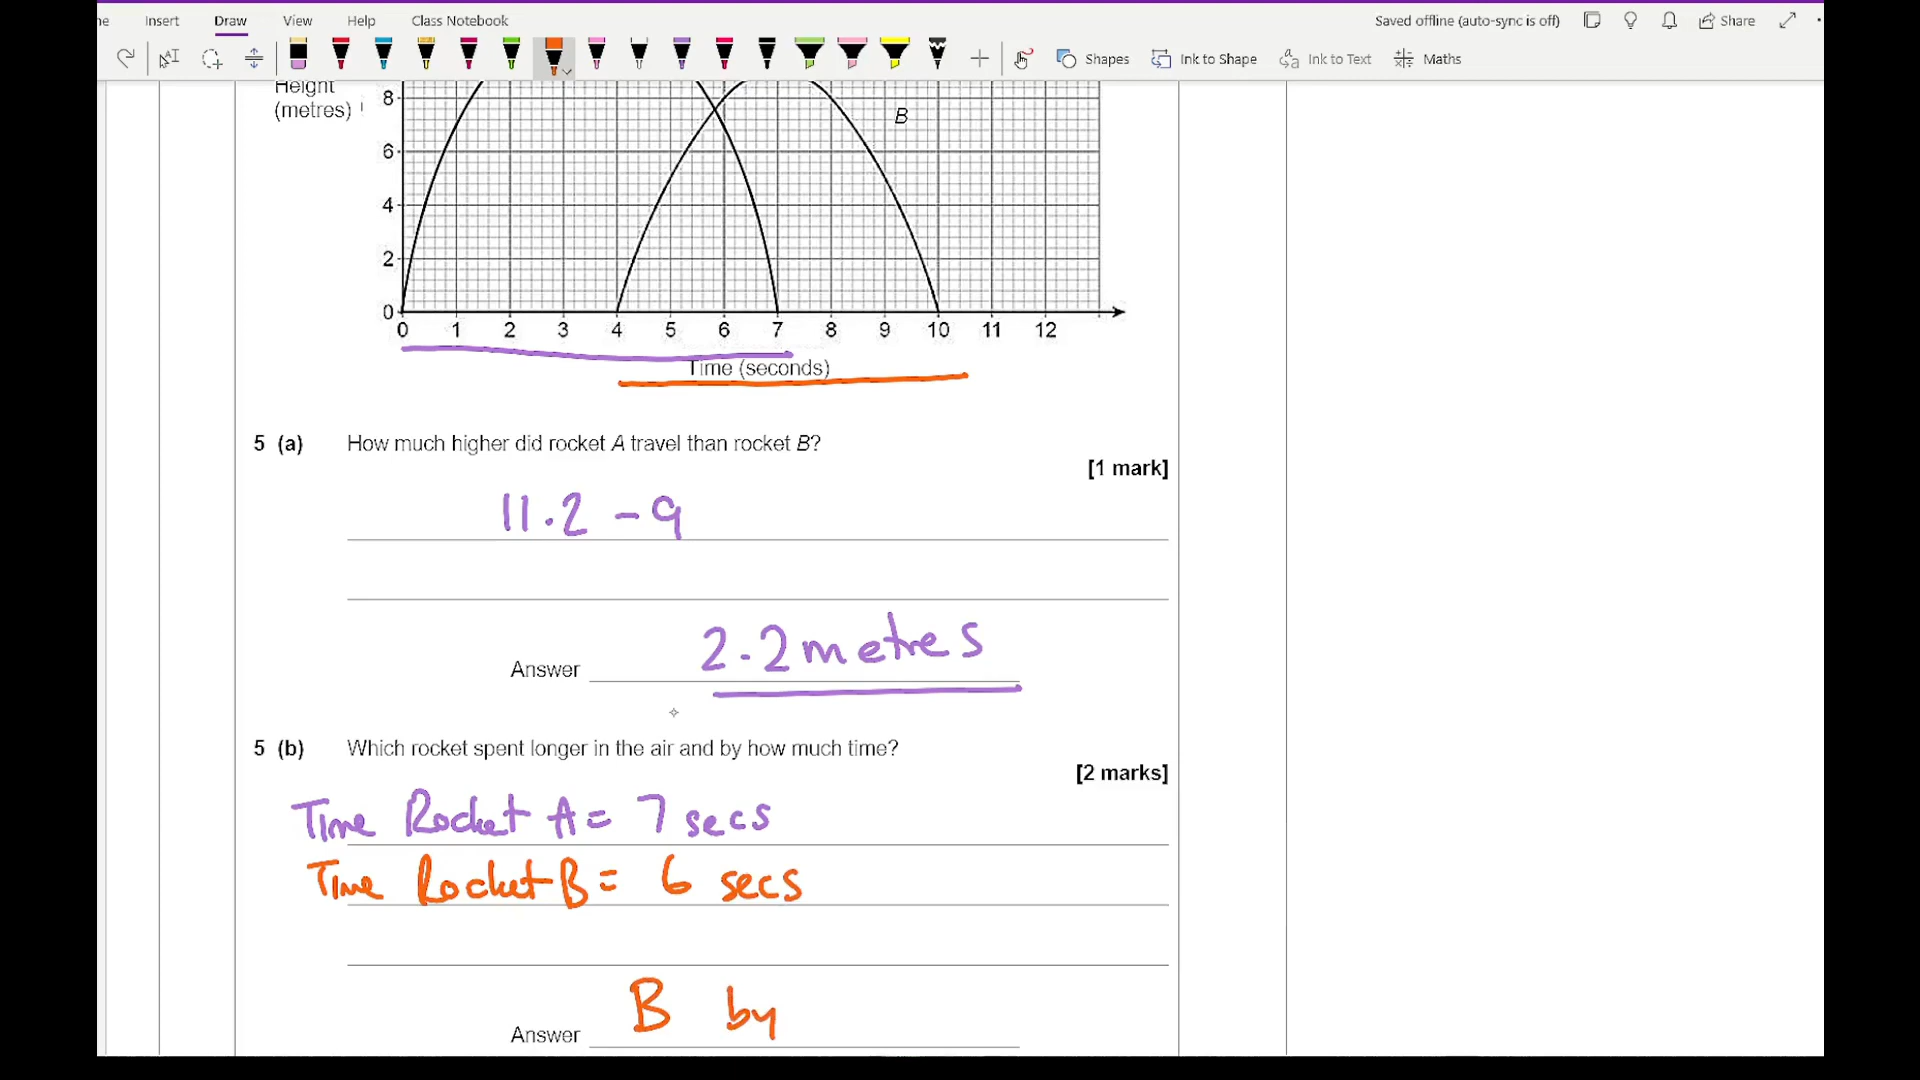 Insert Draw View Help Class Notebook Saved offline (auto-sync is off) Share
Shapes Ink to Shape Ink to Text Maths
Height
(metres)
8
B
6
4
2
0
0 1 2 3 4 5 6 7 8 9 10 11 12
Time (seconds)
5 (a) How much higher did rocket A travel than rocket B?
[1 mark]
11.2 - 9
2.2 metres
Answer
5 (b) Which rocket spent longer in the air and by how much time?
[2 marks]
Time Rocket A = 7 secs
Time Rocket B = 6 secs
B by
Answer